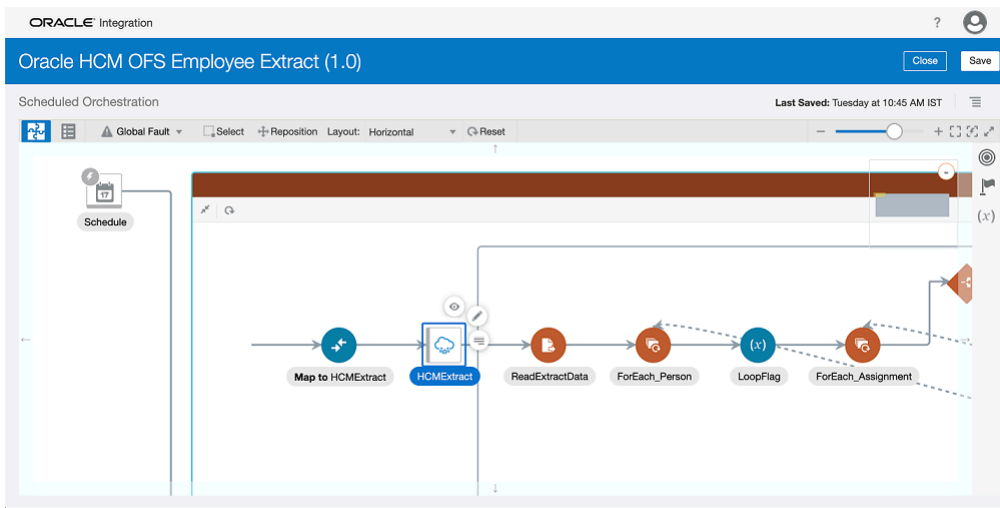 ORACLE Integration
?
Oracle HCM OFS Employee Extract (1.0)
Close
Save
Scheduled Orchestration
Last Saved: Tuesday at 10:45 AM IST
Global Fault
Select
Reposition
Layout: Horizontal
Reset
17
Schedule
(x)
(x)
Map to HCMExtract
HCMExtract
ReadExtractData
ForEach_Person
LoopFlag
ForEach_Assignment